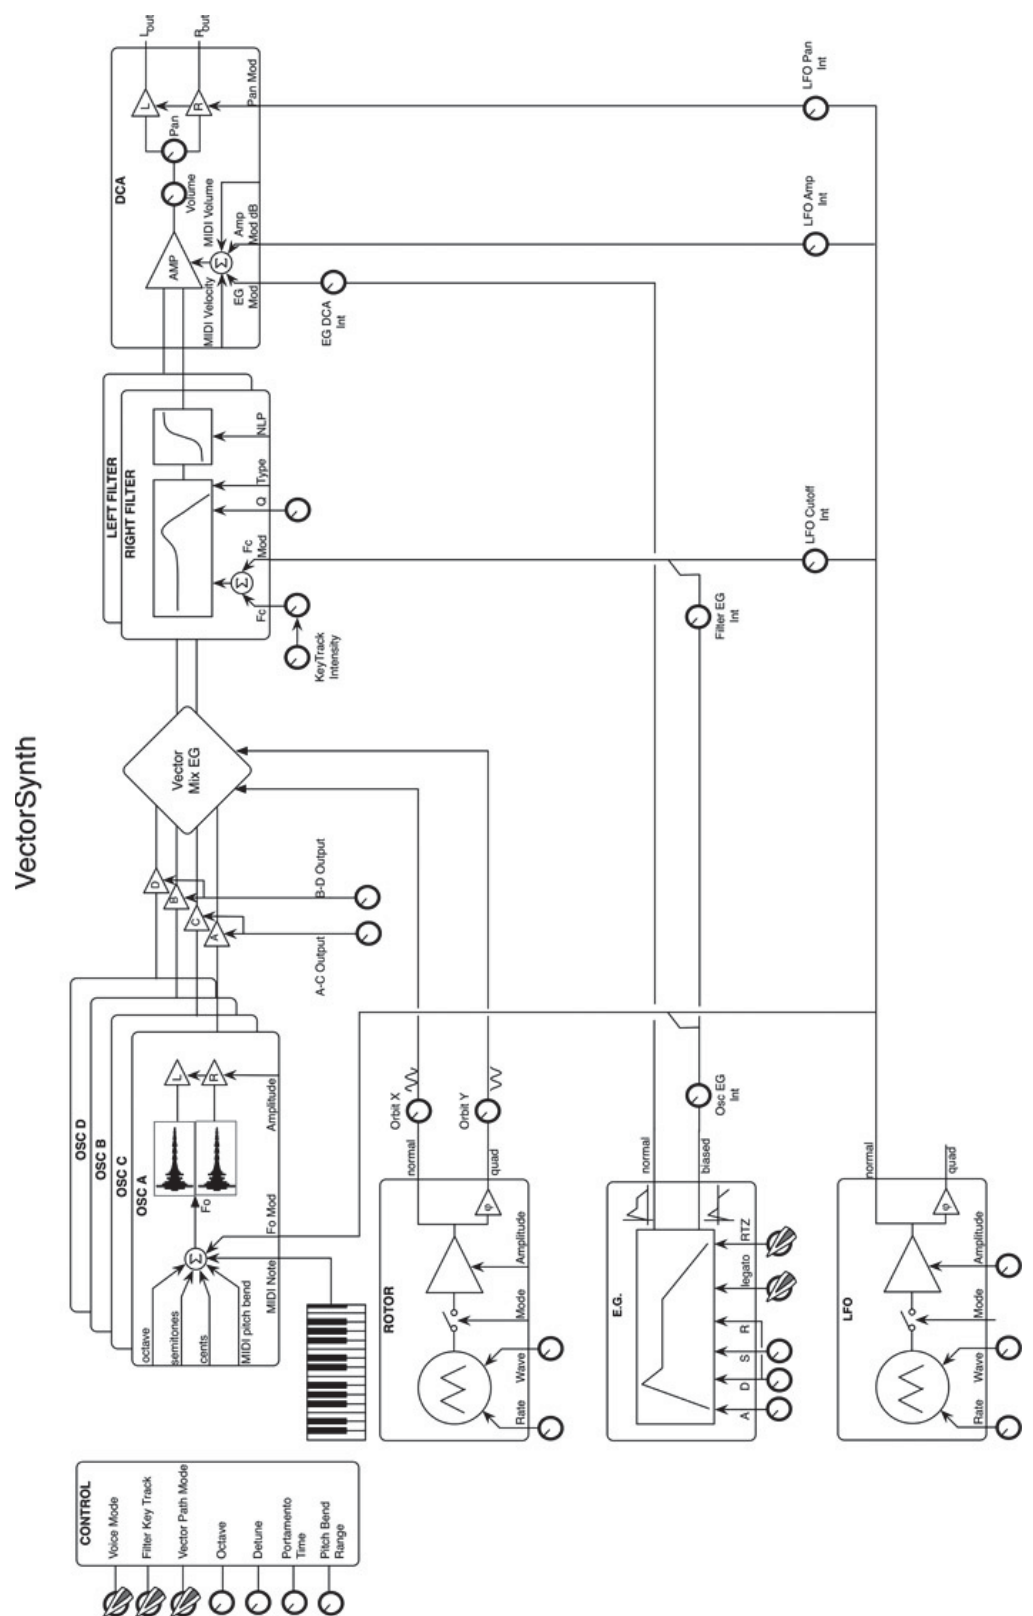 VectorSynth
CONTROL
Voice Mode
Filter Key Track
Vector Path Mode
Octave
Detune
Portamento
Time
Pitch Bend
Range
OSC D
OSC B
OSC C
OSC A
octave
semitones
cents
MIDI pitch bend
MIDI Note
Fo Mod
Σ
Fo
L
R
Amplitude
D
B
C
A
A-C Output
B-D Output
Vector
Mix EG
LEFT FILTER
RIGHT FILTER
Fc
Σ
Fc
Mod
Q
Type
NLP
KeyTrack
Intensity
DCA
AMP
MIDI Velocity
EG
Mod
Σ
MIDI Volume
Amp
Mod dB
Volume
Pan
L
R
Pan Mod
Lout
Rout
EG DCA
Int
ROTOR
Rate
Wave
Mode
Amplitude
φ
normal
quad
Orbit X
Orbit Y
E.G.
A
D
S
R
legato
RTZ
normal
biased
Osc EG
Int
Filter EG
Int
LFO
Rate
Wave
Mode
Amplitude
φ
normal
quad
LFO Cutoff
Int
LFO Amp
Int
LFO Pan
Int